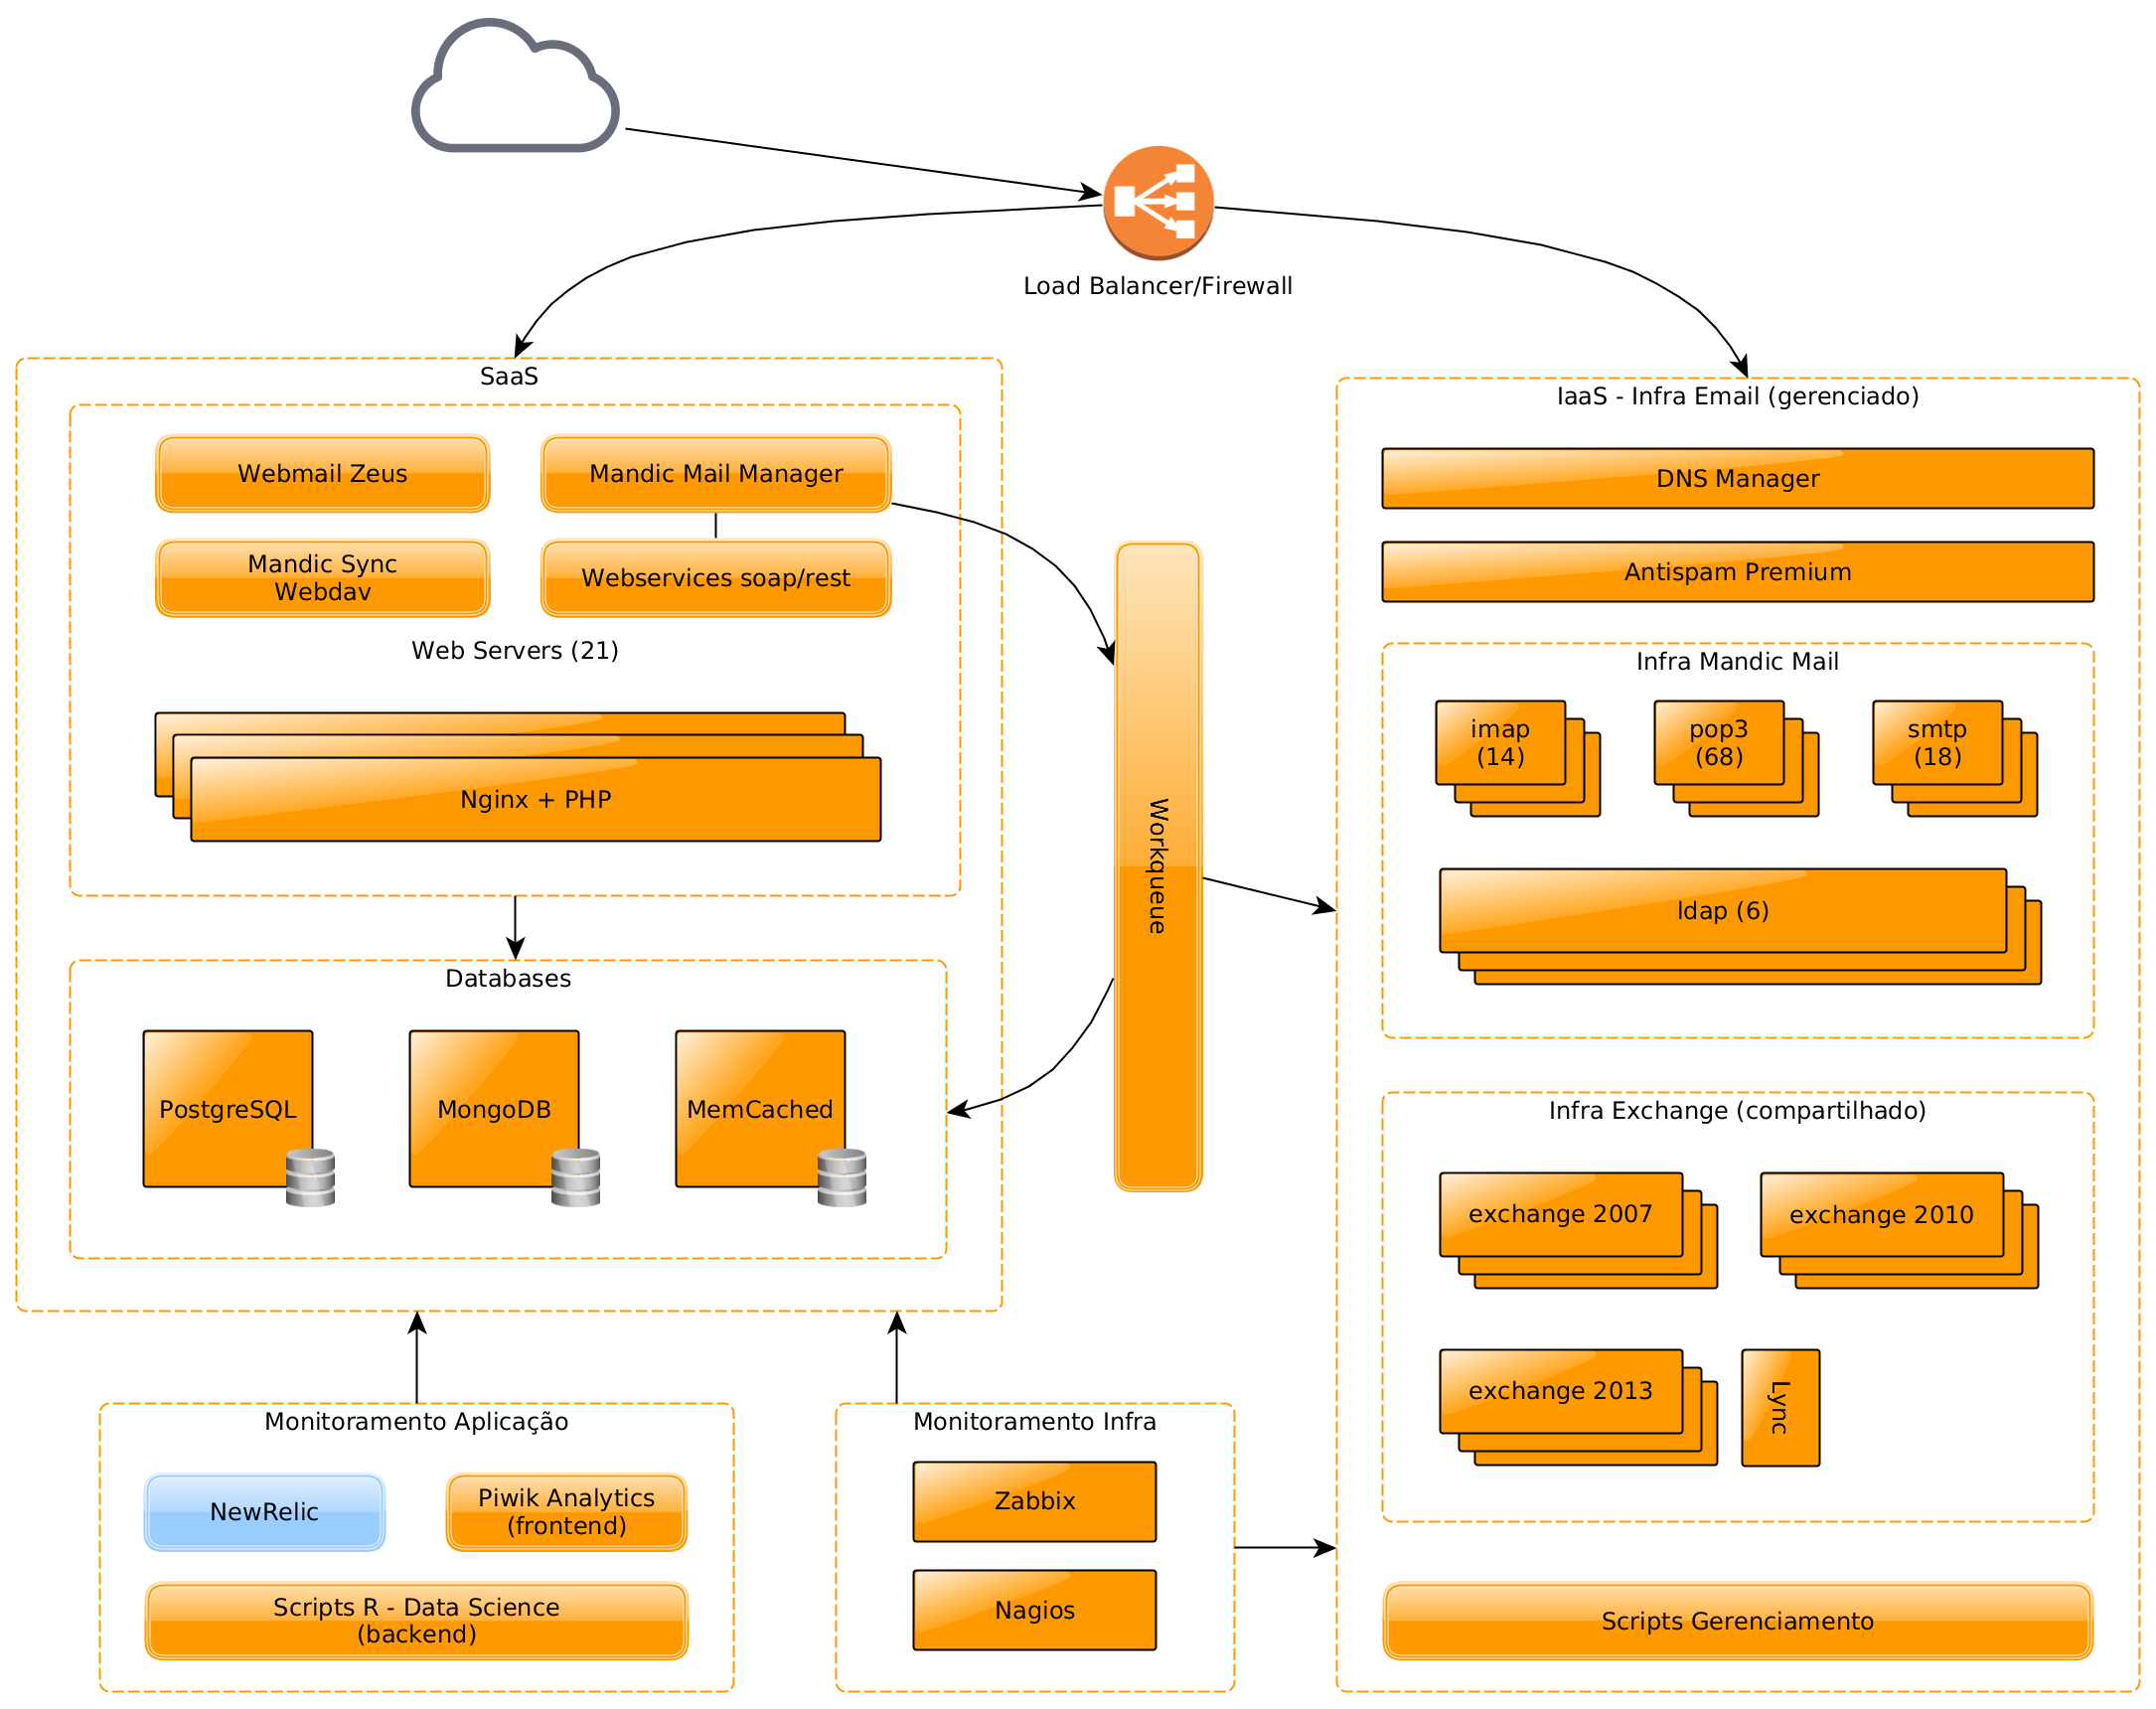 Load Balancer/Firewall
SaaS
Webmail Zeus
Mandic Mail Manager
Mandic Sync
Webdav
Webservices soap/rest
Web Servers (21)
Nginx + PHP
Databases
PostgreSQL
MongoDB
MemCached
Workqueue
IaaS - Infra Email (gerenciado)
DNS Manager
Antispam Premium
Infra Mandic Mail
imap
(14)
pop3
(68)
smtp
(18)
ldap (6)
Infra Exchange (compartilhado)
exchange 2007
exchange 2010
exchange 2013
Lync
Scripts Gerenciamento
Monitoramento Aplicação
NewRelic
Piwik Analytics
(frontend)
Scripts R - Data Science
(backend)
Monitoramento Infra
Zabbix
Nagios